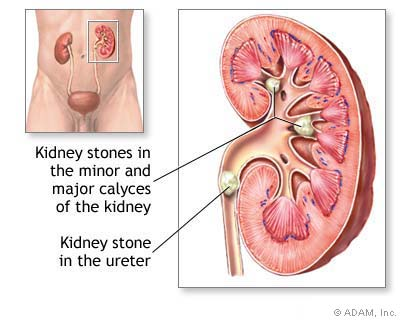 Kidney stones in
the minor and
major calyces
of the kidney
Kidney stone
in the ureter
© ADAM, Inc.